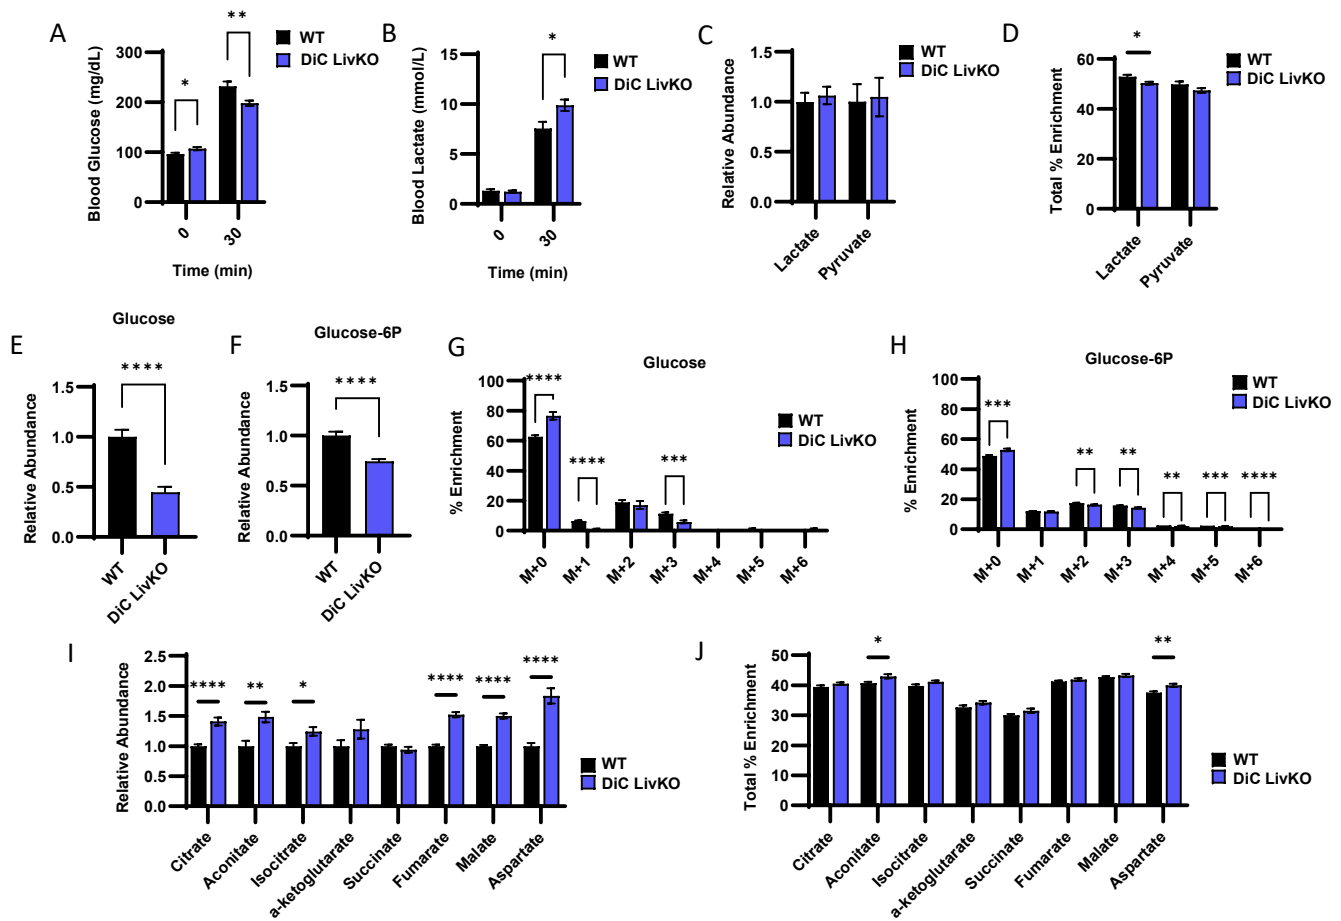 A
Blood Glucose (mg/dL)
300
200
100
0
*
**
WT
DiC LivKO
0
30
Time (min)
B
Blood Lactate (mmol/L)
15
10
5
0
*
WT
DiC LivKO
0
30
Time (min)
C
Relative Abundance
1.5
1.0
0.5
0.0
WT
DiC LivKO
Lactate
Pyruvate
D
Total % Enrichment
60
40
20
0
*
WT
DiC LivKO
Lactate
Pyruvate
E
Glucose
Relative Abundance
1.5
1.0
0.5
0.0
****
WT
DiC LivKO
F
Glucose-6P
Relative Abundance
1.5
1.0
0.5
0.0
****
WT
DiC LivKO
G
Glucose
% Enrichment
100
80
60
40
20
0
****
****
***
WT
DiC LivKO
M+0
M+1
M+2
M+3
M+4
M+5
M+6
H
Glucose-6P
% Enrichment
100
80
60
40
20
0
***
**
**
**
***
****
WT
DiC LivKO
M+0
M+1
M+2
M+3
M+4
M+5
M+6
I
Relative Abundance
2.5
2.0
1.5
1.0
0.5
0.0
****
**
*
****
****
****
WT
DiC LivKO
Citrate
Aconitate
Isocitrate
a-ketoglutarate
Succinate
Fumarate
Malate
Aspartate
J
Total % Enrichment
50
40
30
20
10
0
*
**
WT
DiC LivKO
Citrate
Aconitate
Isocitrate
a-ketoglutarate
Succinate
Fumarate
Malate
Aspartate